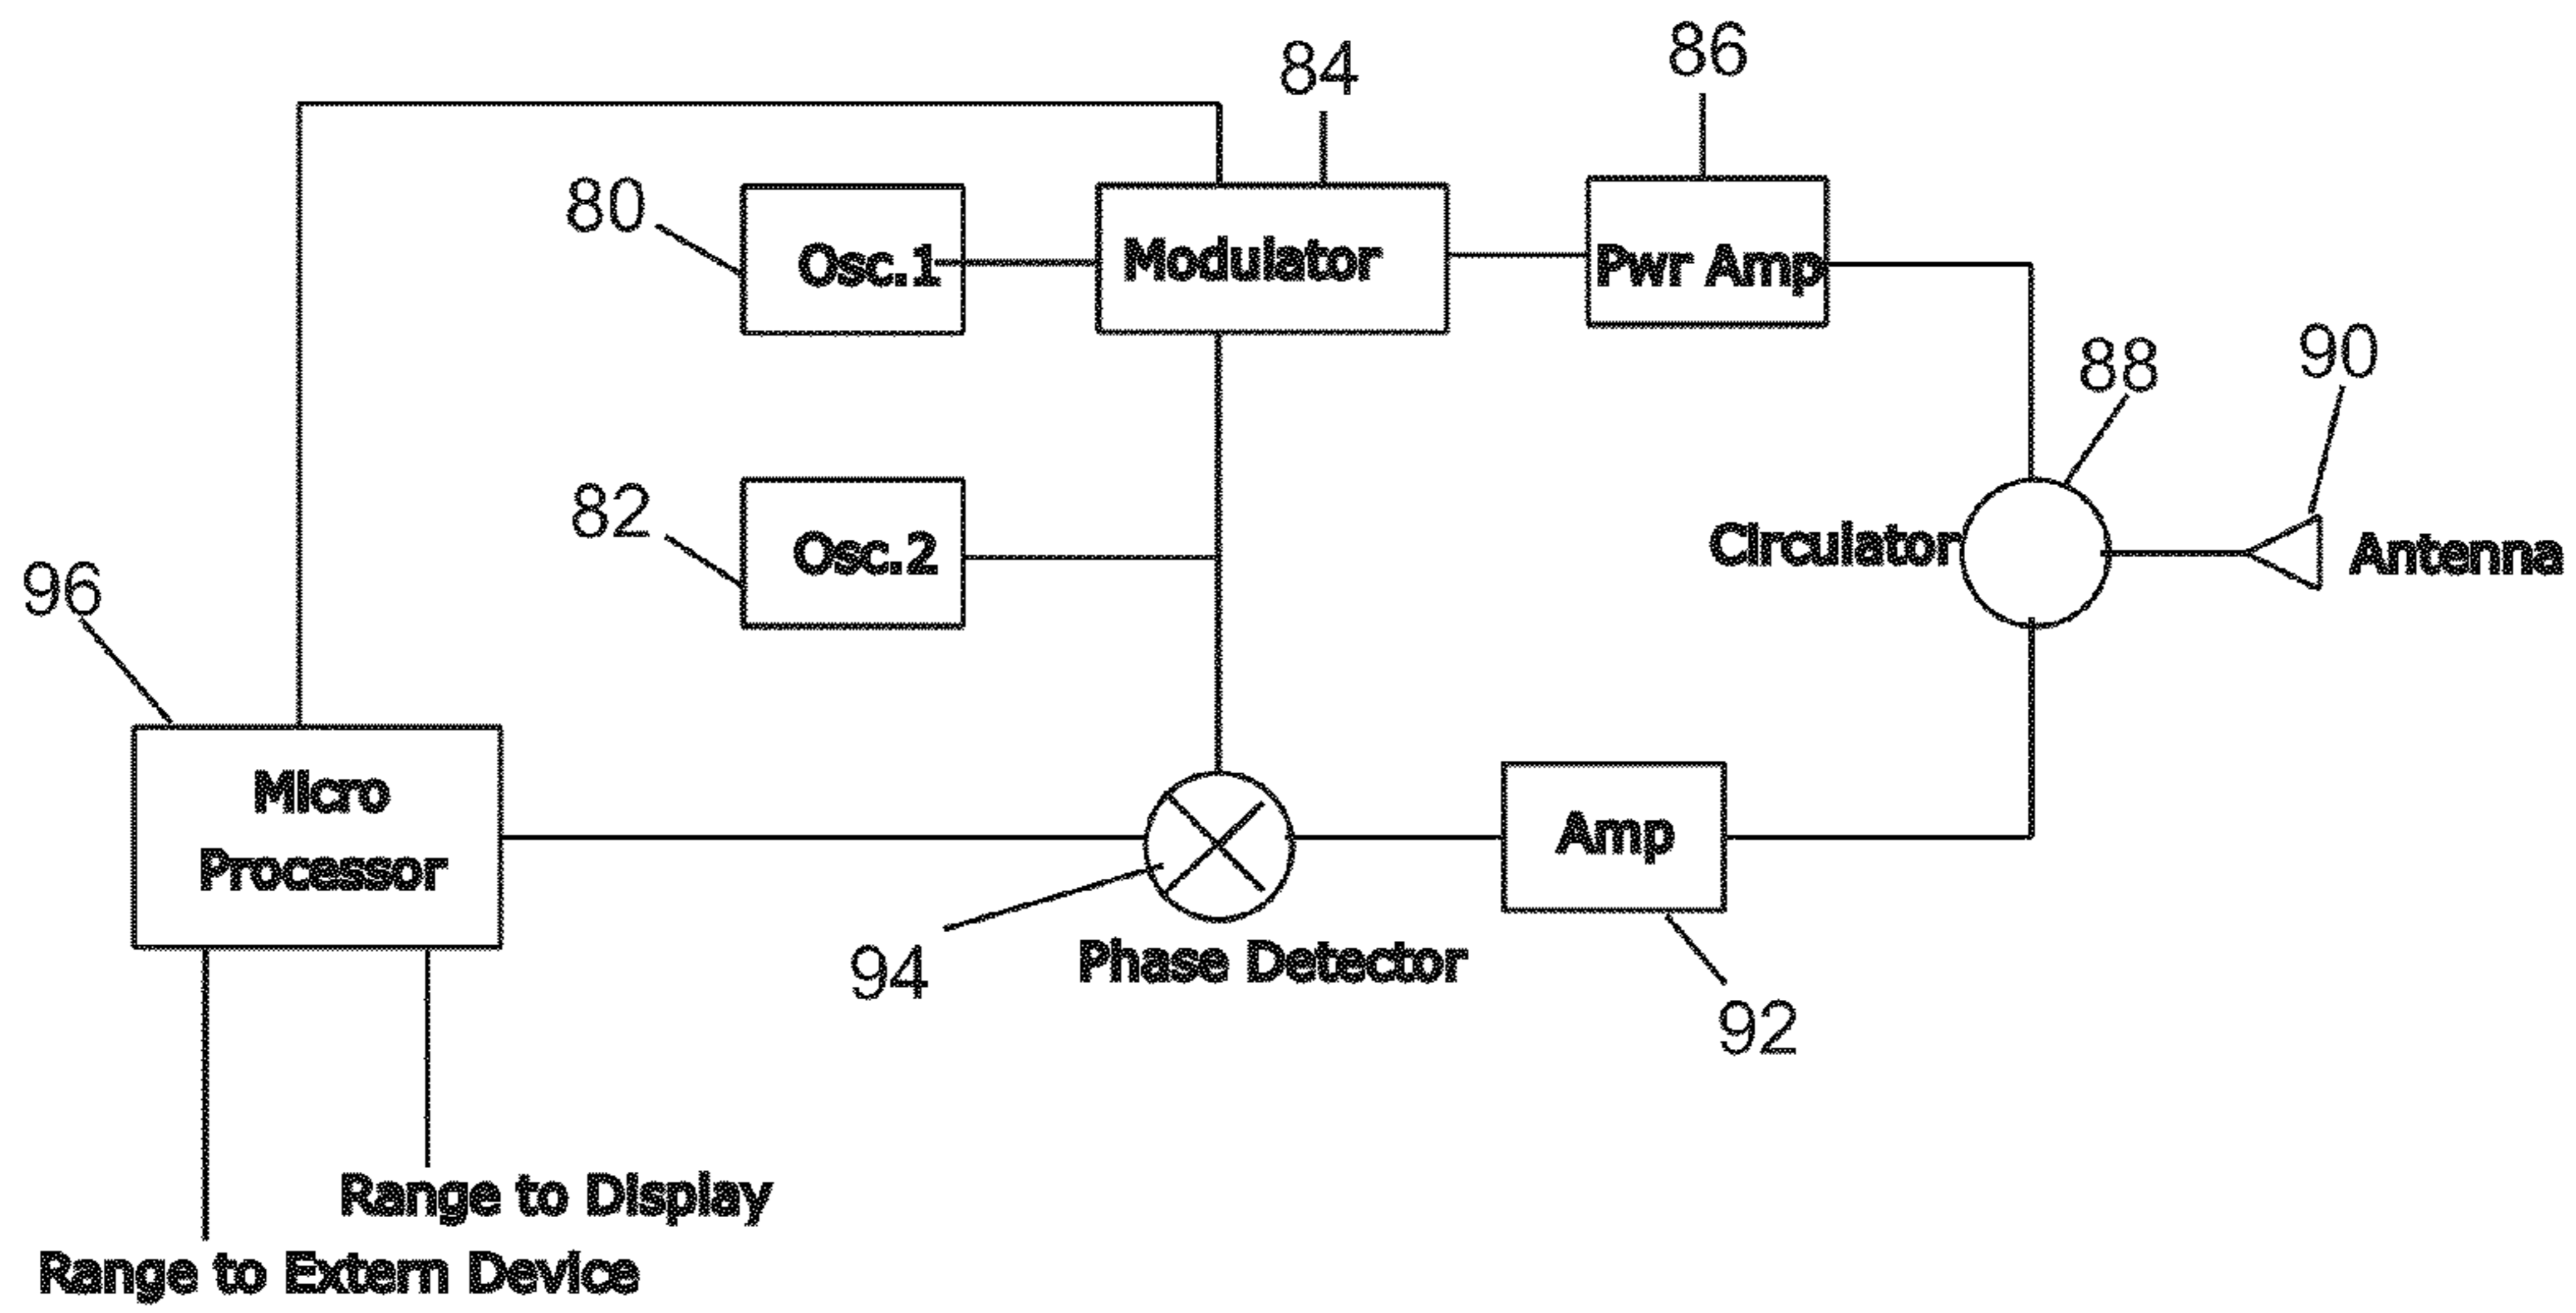 84
86
80
Osc.1
Modulator
Pwr Amp
88
90
82
Osc.2
Circulator
Antenna
96
Micro
Processor
Amp
94
Phase Detector
92
Range to Display
Range to Extern Device